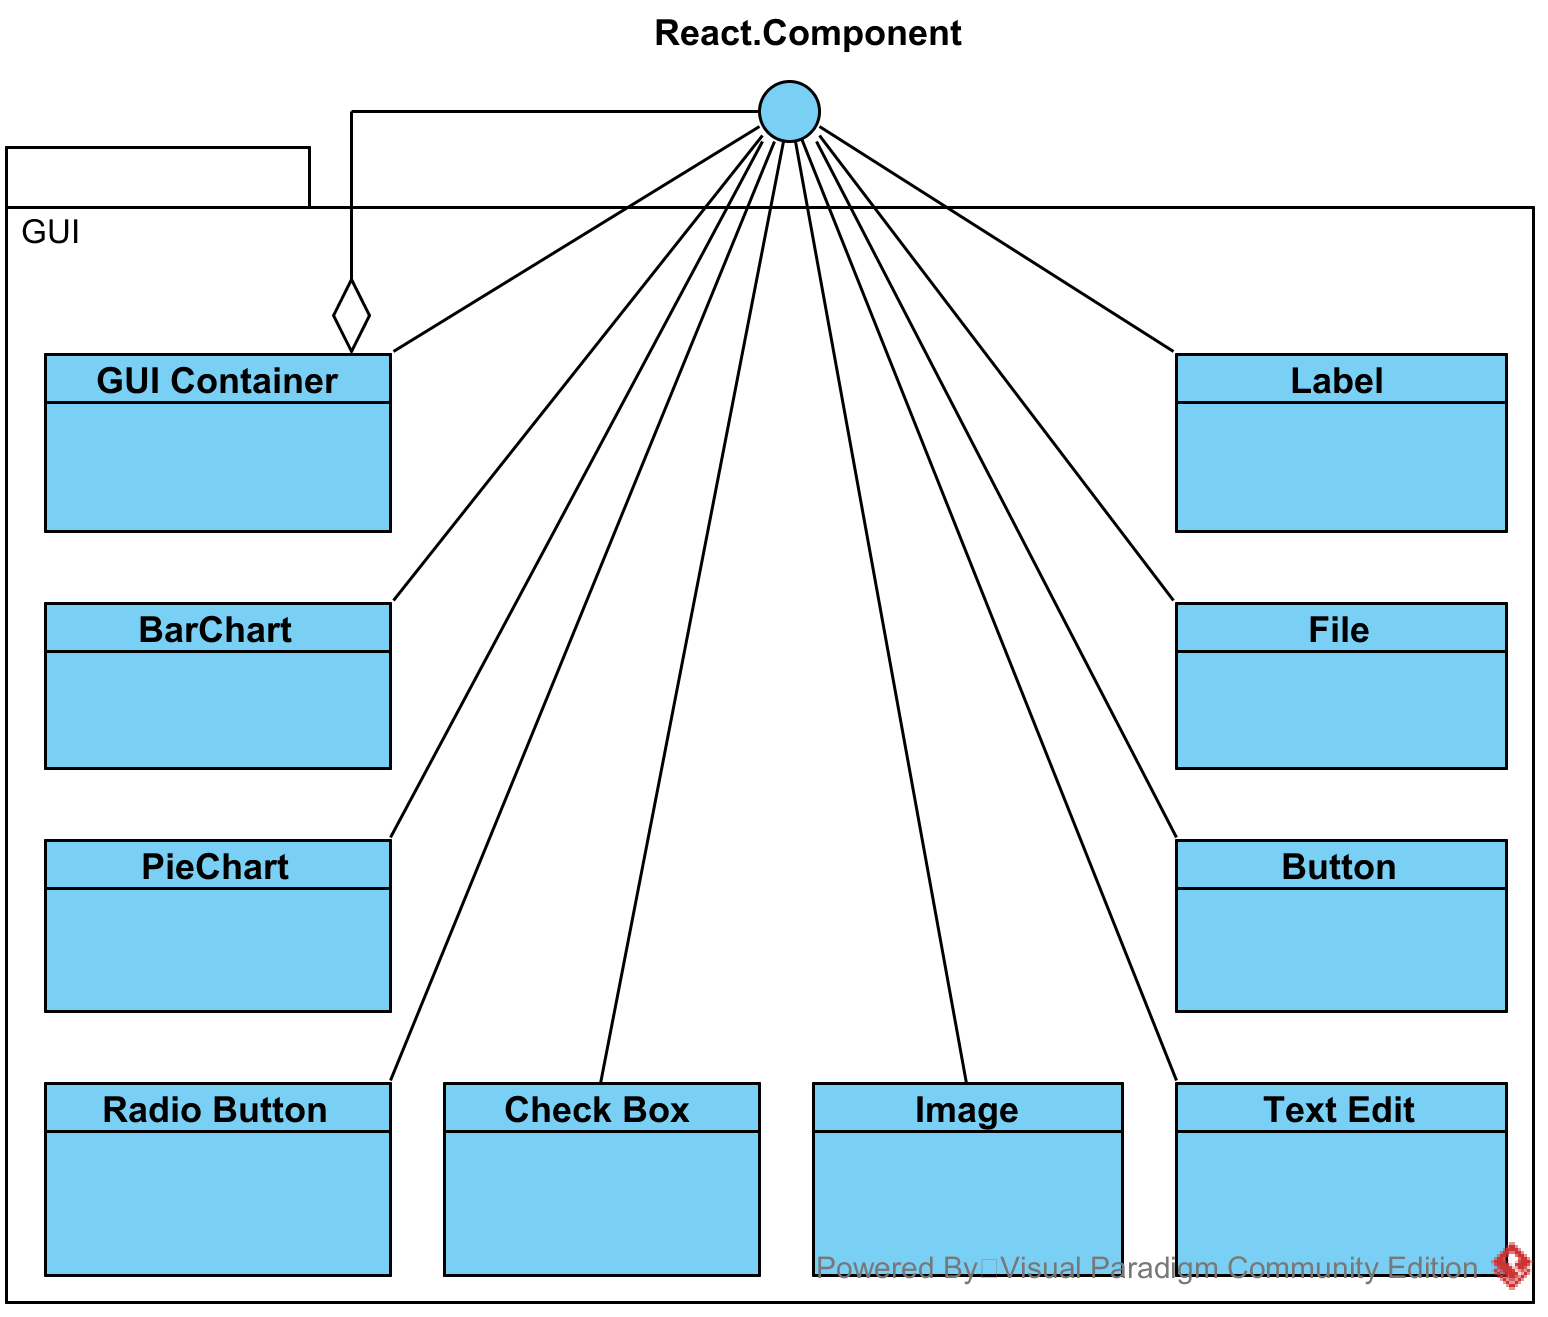 React.Component
GUI
GUI Container
Label
BarChart
File
PieChart
Button
Radio Button
Check Box
Image
Text Edit
Powered By Visual Paradigm Community Edition